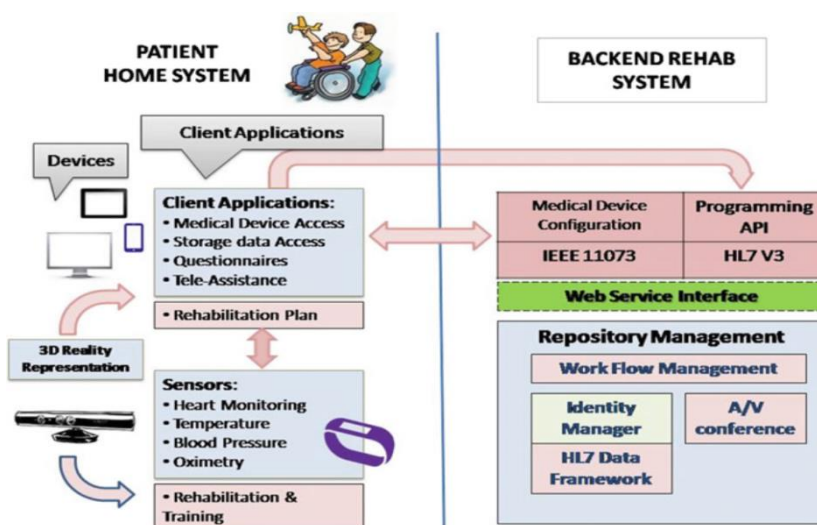 PATIENT
HOME SYSTEM
BACKEND REHAB
SYSTEM
Client Applications
Devices
Client Applications:
• Medical Device Access
• Storage data Access
• Questionnaires
• Tele-Assistance
• Rehabilitation Plan
3D Reality
Representation
Sensors:
• Heart Monitoring
• Temperature
• Blood Pressure
• Oximetry
• Rehabilitation &
Training
Medical Device
Configuration
Programming
API
IEEE 11073
HL7 V3
Web Service Interface
Repository Management
Work Flow Management
Identity
Manager
A/V
conference
HL7 Data
Framework